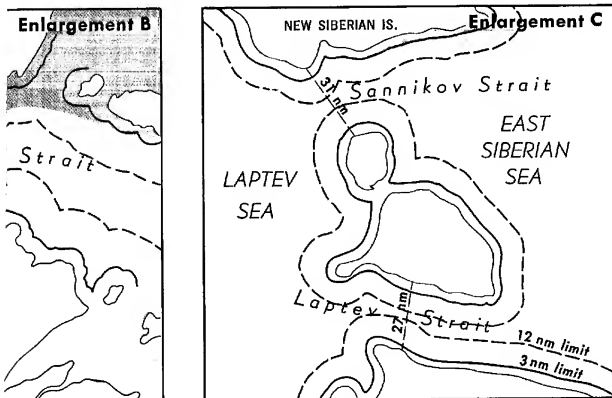 Enlargement B
Strait
NEW SIBERIAN IS.
Enlargement C
31 nm
Sannikov Strait
EAST
SIBERIAN
SEA
LAPTEV
SEA
Laptev Strait
27 nm
12 nm limit
3 nm limit